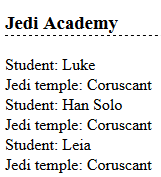 Jedi Academy
Student: Luke
Jedi temple: Coruscant
Student: Han Solo
Jedi temple: Coruscant
Student: Leia
Jedi temple: Coruscant